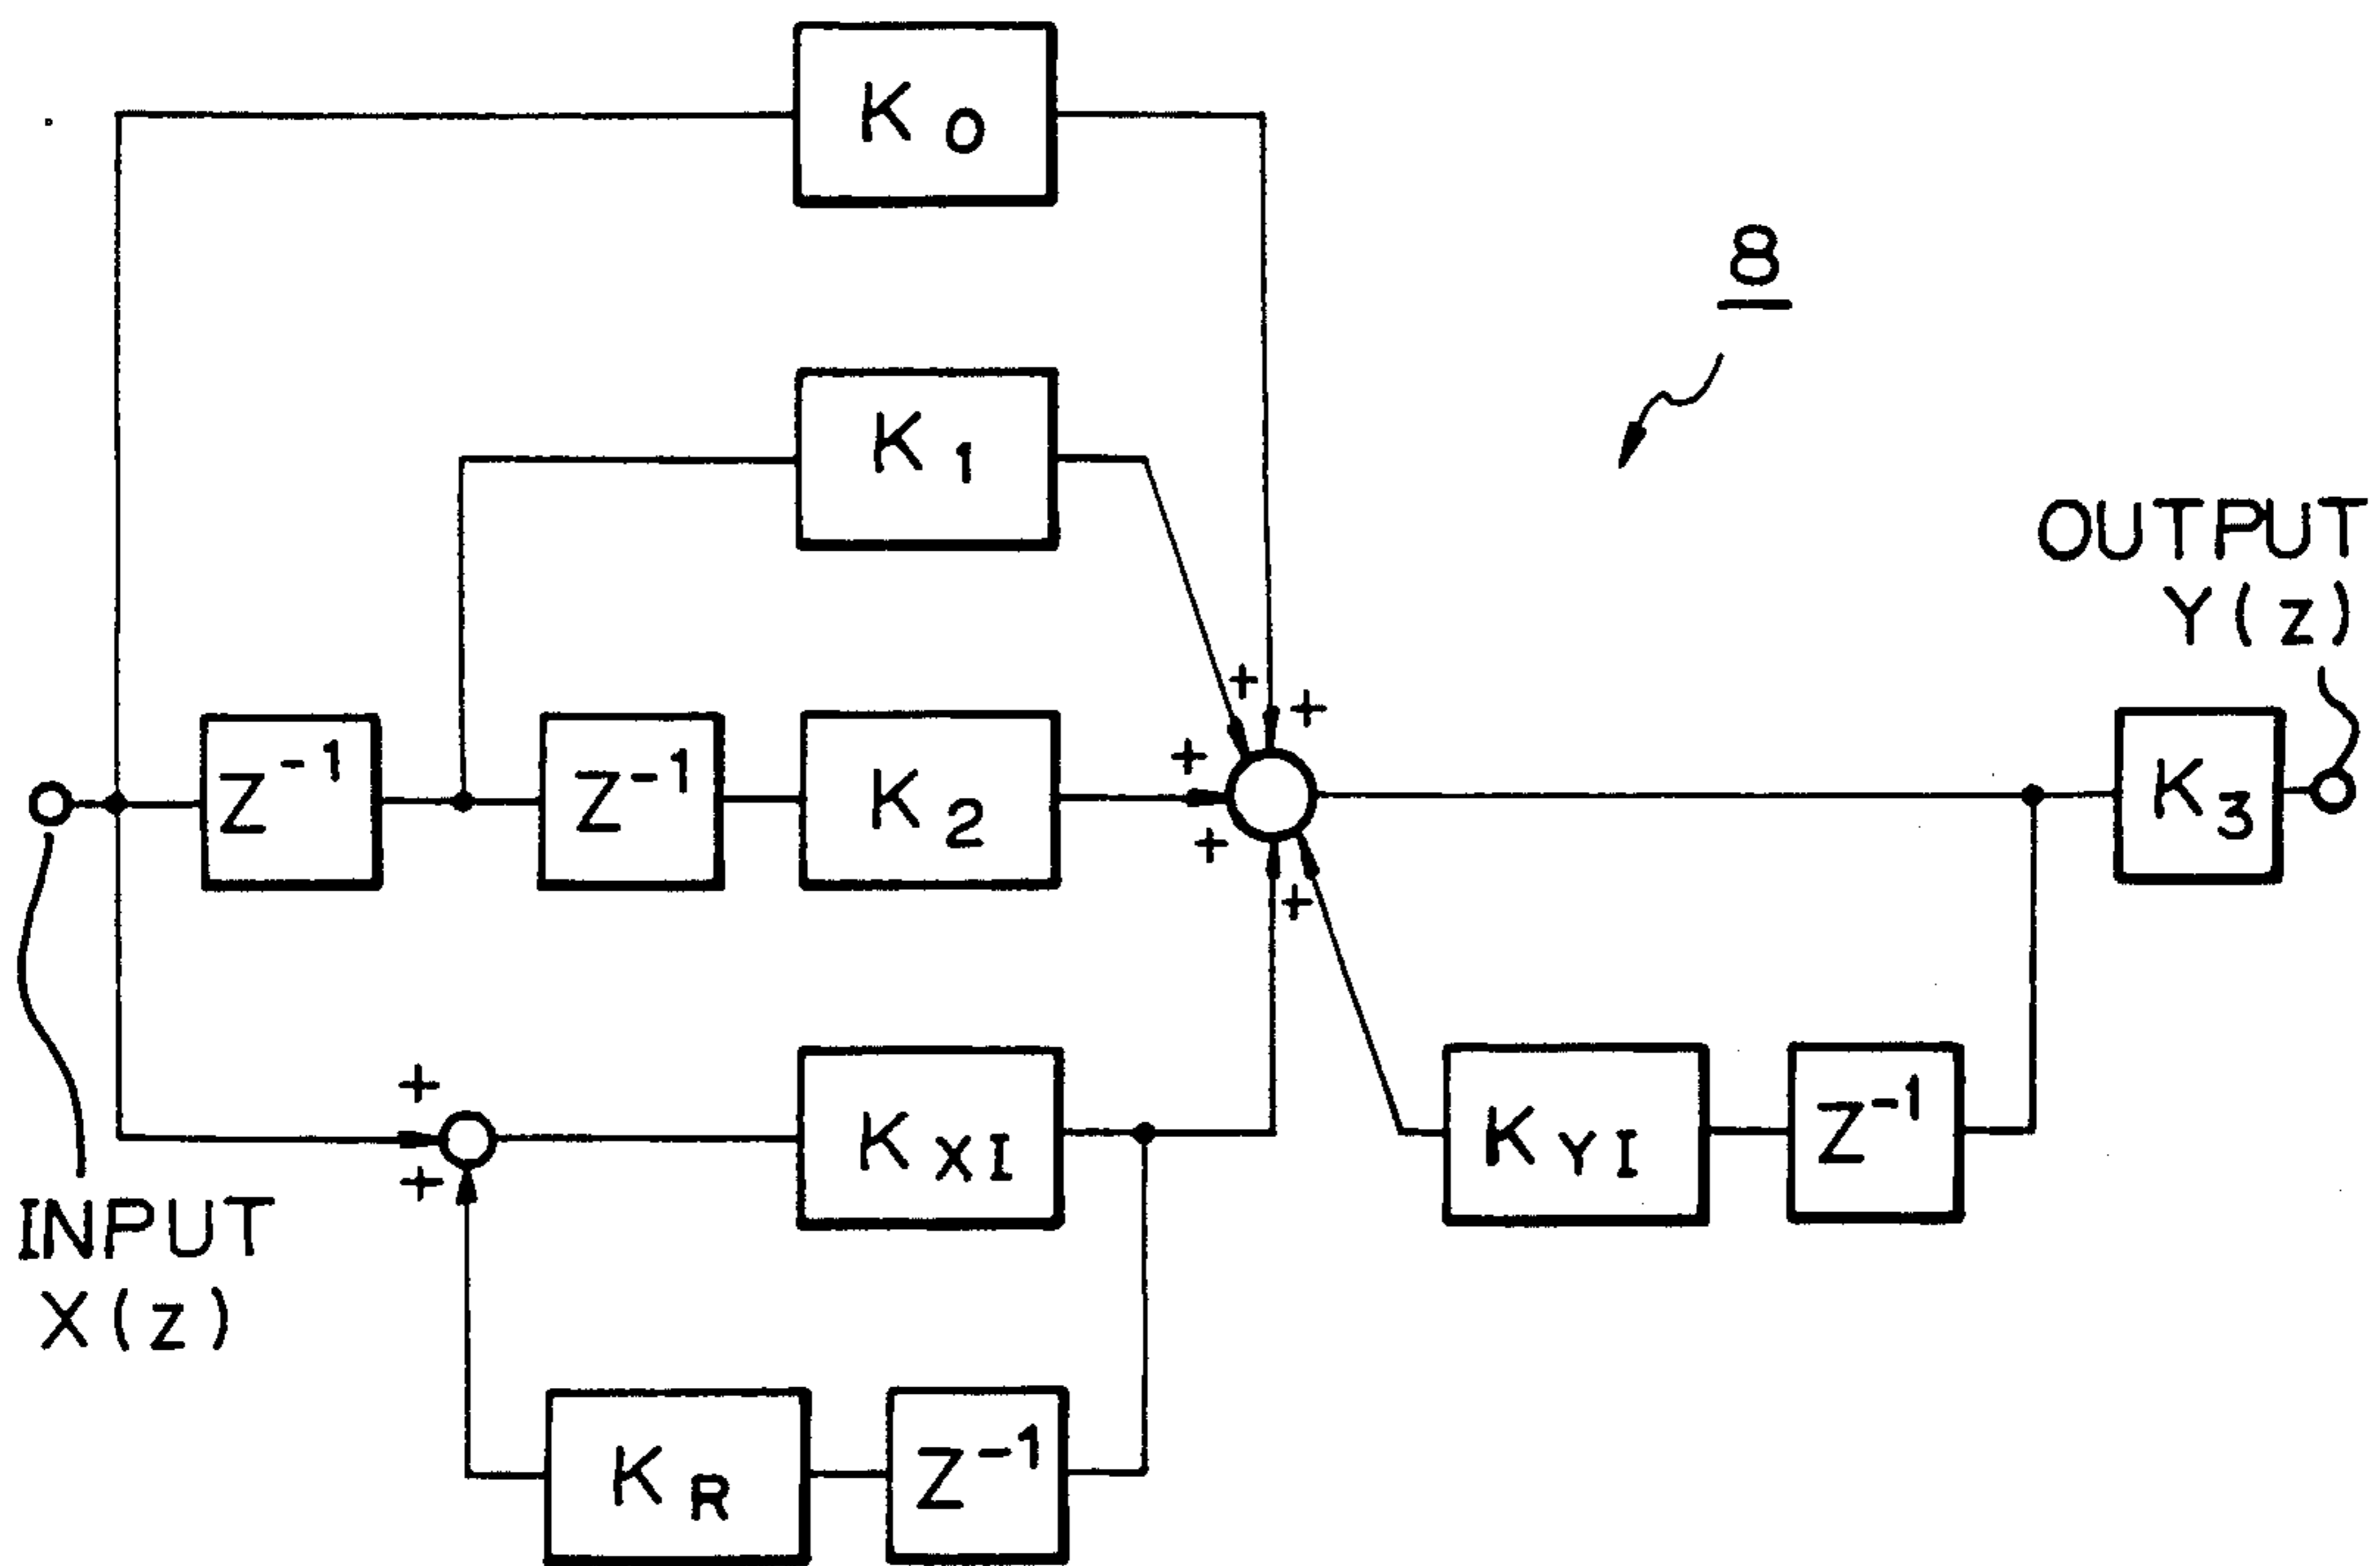 K0
8
K1
OUTPUT
Y(z)
+ +
Z-1
Z-1
K2
+
K3
+
+
+
KXI
KYI
Z-1
+
INPUT
X(z)
KR
Z-1